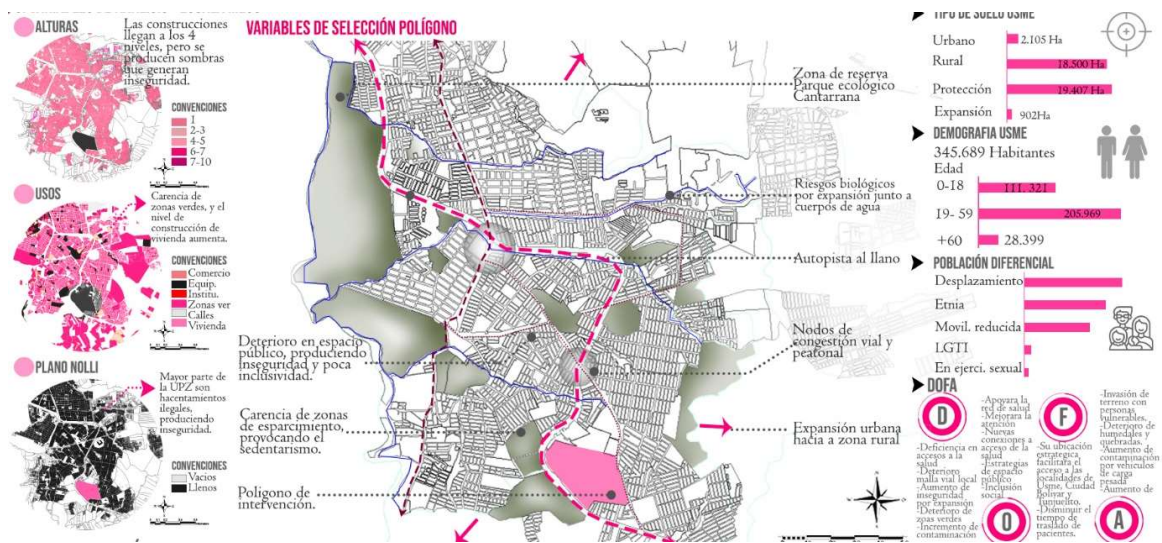 ALTURAS
Las construcciones
llegan a los 4
niveles, pero se
producen sombras
que generan
inseguridad.
CONVENCIONES
1
2-3
4-5
6-7
7-10
USOS
Carencia de
zonas verdes, y el
nivel de
construcción de
vivienda aumenta.
CONVENCIONES
Comercio
Equip.
Institu.
Zonas ver
Calles
Vivienda
PLANO NOLLI
Mayor parte de
la UPZ son
hacentamientos
ilegales,
produciendo
inseguridad.
CONVENCIONES
Vacios
Llenos
VARIABLES DE SELECCIÓN POLÍGONO
Zona de reserva
Parque ecológico
Cantarrana
Riesgos biológicos
por expansión junto a
cuerpos de agua
Autopista al llano
Nodos de
congestión vial y
peatonal
Expansión urbana
hacia a zona rural
Deterioro en espacio
público, produciendo
inseguridad y poca
inclusividad.
Carencia de zonas
de esparcimiento,
provocando el
sedentarismo.
Polígono de
intervención.
TIPO DE SUELO USME
Urbano 2.105 Ha
Rural 18.500 Ha
Protección 19.407 Ha
Expansión 902Ha
DEMOGRAFIA USME
345.689 Habitantes
Edad
0-18 111. 321
19- 59 205.969
+60 28.399
POBLACIÓN DIFERENCIAL
Desplazamiento
Etnia
Movil. reducida
LGTI
En ejerci. sexual
DOFA
D
-Deficiencia en
accesos a la
salud
-Deterioro
malla vial local
-Aumento de
inseguridad
por expansión
-Deterioro de
zpas verdes
-Incremento de
contaminación
-Apoyara la
red de salud
-Mejorara la
atención
-Nuevas
conexiones a
acceso de la
salud
-Estrategias
de espacio
público
-Inclusión
social
O
F
-Su ubicación
estrategica,
facilitara el
acceso a las
localidades de
Usme, Ciudad
Bolivar y
Tunjuelito.
-Disminuir el
tiempo de
traslado de
pacientes.
-Invasión de
terreno con
personas
vulnerables.
-Deterioro de
humedales y
quebradas.
-Aumento de
contaminación
por vehiculos
de carga
pesada
-Aumento de
A